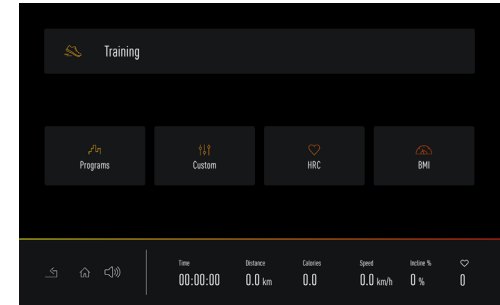 Training
Programs Custom HRC BMI
Time Distance Calories Speed Incline %
00:00:00 0.0 km 0.0 0.0 km/h 0 % 0